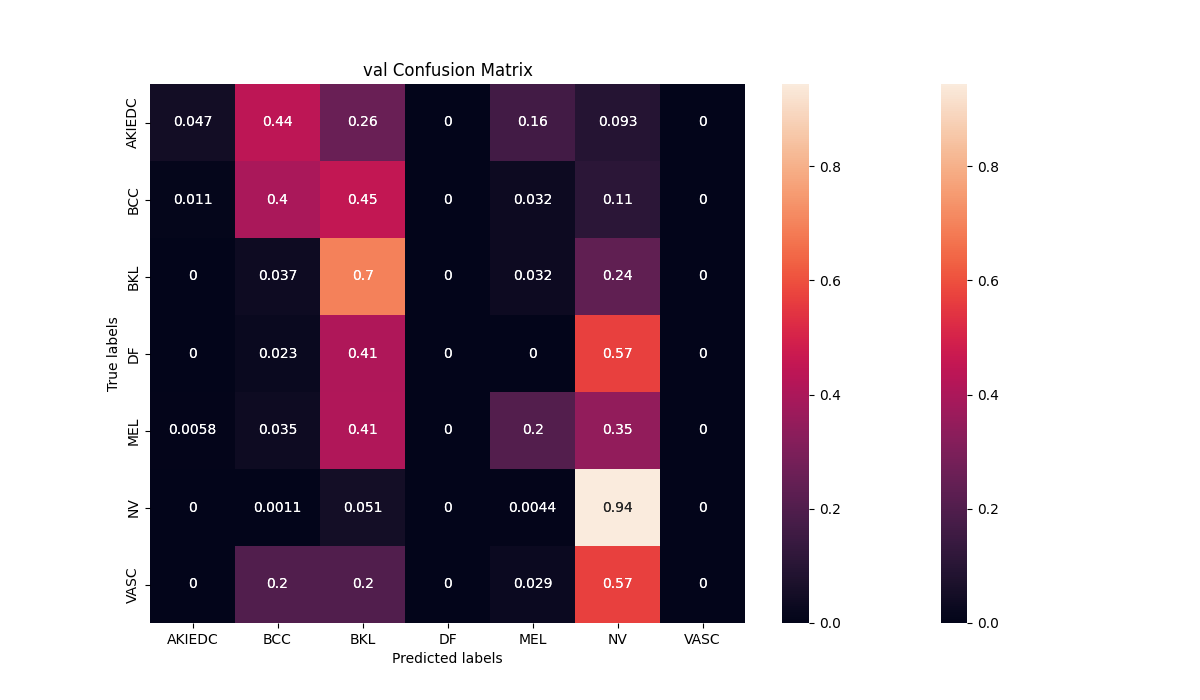 val Confusion Matrix
AKIEDC 0.047 0.44 0.26 0 0.16 0.093 0
BCC 0.011 0.4 0.45 0 0.032 0.11 0
BKL 0 0.037 0.7 0 0.032 0.24 0
DF 0 0.023 0.41 0 0 0.57 0
MEL 0.0058 0.035 0.41 0 0.2 0.35 0
NV 0 0.0011 0.051 0 0.0044 0.94 0
VASC 0 0.2 0.2 0 0.029 0.57 0
True labels
AKIEDC BCC BKL DF MEL NV VASC
Predicted labels
0.8
0.6
0.4
0.2
0.0
0.8
0.6
0.4
0.2
0.0